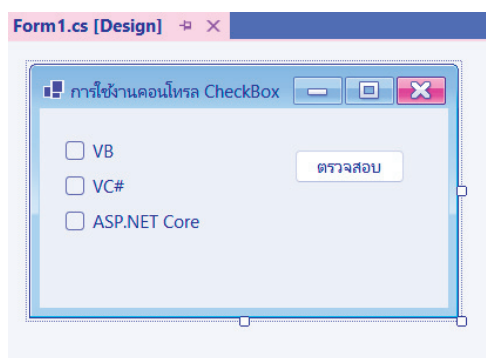 Form1.cs [Design]
การใช้งานคอนโทรล CheckBox
VB
ตรวจสอบ
VC#
ASP.NET Core